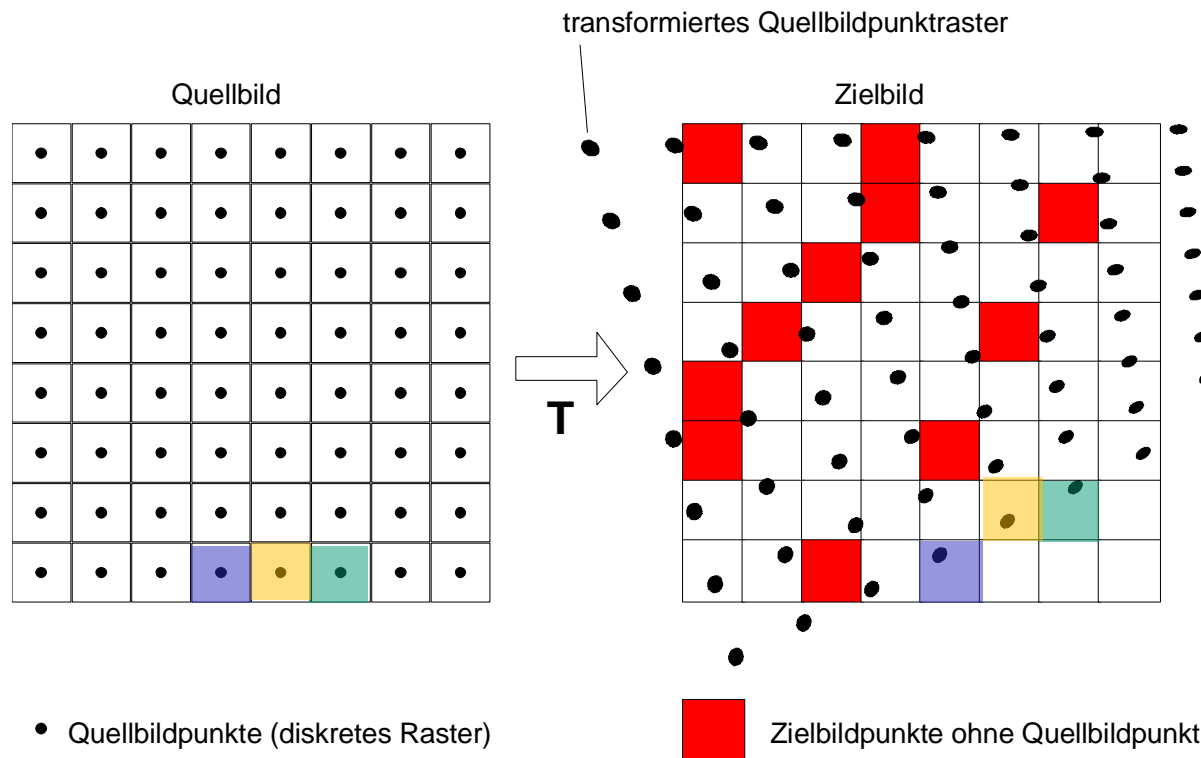 transformiertes Quellbildpunktraster
Quellbild
Zielbild
T
Quellbildpunkte (diskretes Raster)
Zielbildpunkte ohne Quellbildpunkt